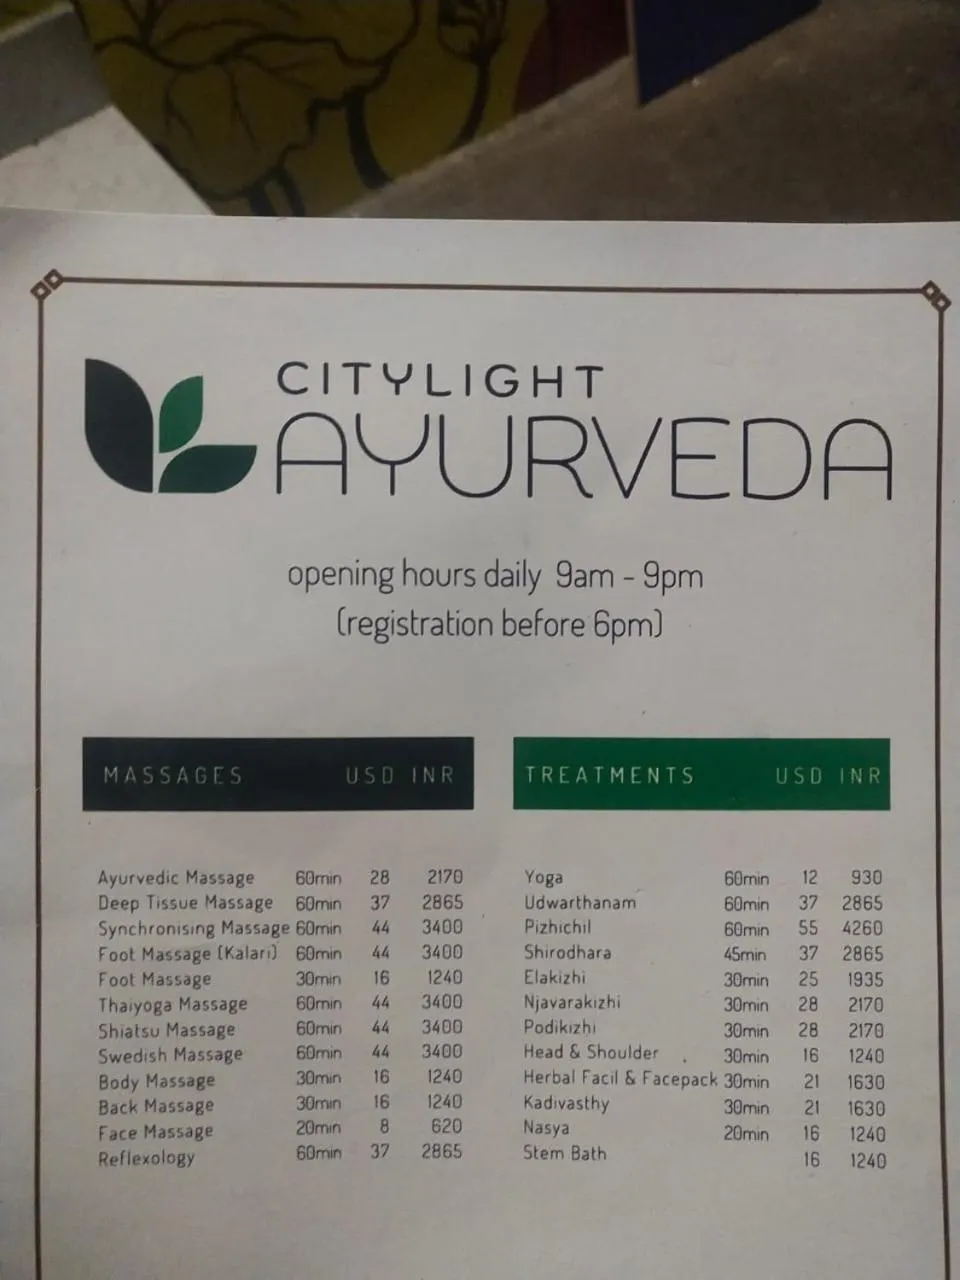 CITYLIGHT
AYURVEDA
opening hours daily 9am - 9pm
(registration before 6pm)
MASSAGES USD INR
Ayurvedic Massage 60min 28 2170
Deep Tissue Massage 60min 37 2865
Synchronising Massage 60min 44 3400
Foot Massage (Kalari) 60min 44 3400
Foot Massage 30min 16 1240
Thaiyoga Massage 60min 44 3400
Shiatsu Massage 60min 44 3400
Swedish Massage 60min 44 3400
Body Massage 30min 16 1240
Back Massage 30min 16 1240
Face Massage 20min 8 620
Reflexology 60min 37 2865
TREATMENTS USD INR
Yoga 60min 12 930
Udwarthanam 60min 37 2865
Pizhichil 60min 55 4260
Shirodhara 45min 37 2865
Elakizhi 30min 25 1935
Njavarakizhi 30min 28 2170
Podikizhi 30min 28 2170
Head & Shoulder 30min 16 1240
Herbal Facil & Facepack 30min 21 1630
Kadivasthy 30min 21 1630
Nasya 20min 16 1240
Stem Bath 16 1240